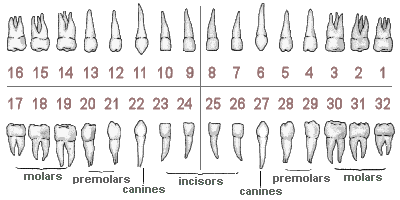 16 15 14 13 12 11 10 9 8 7 6 5 4 3 2 1
17 18 19 20 21 22 23 24 25 26 27 28 29 30 31 32
molars premolars canines incisors canines premolars molars